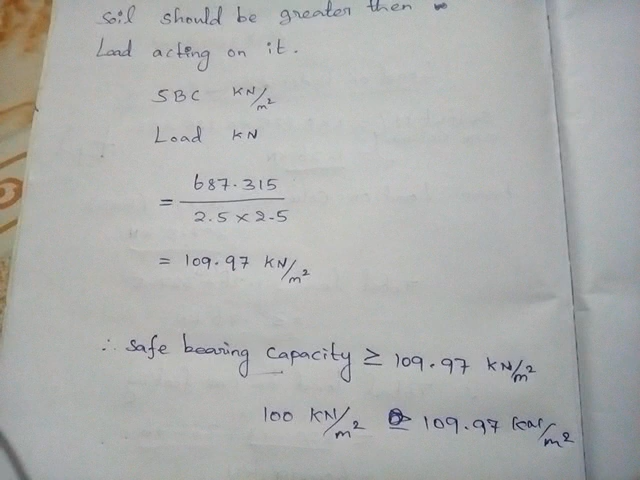 soil should be greater then
Load acting on it.
SBC KN/m²
Load KN
= 687.315 / 2.5 × 2.5
= 109.97 KN/m²
∴ safe bearing capacity ≥ 109.97 KN/m²
100 KN/m² 109.97 KN/m²